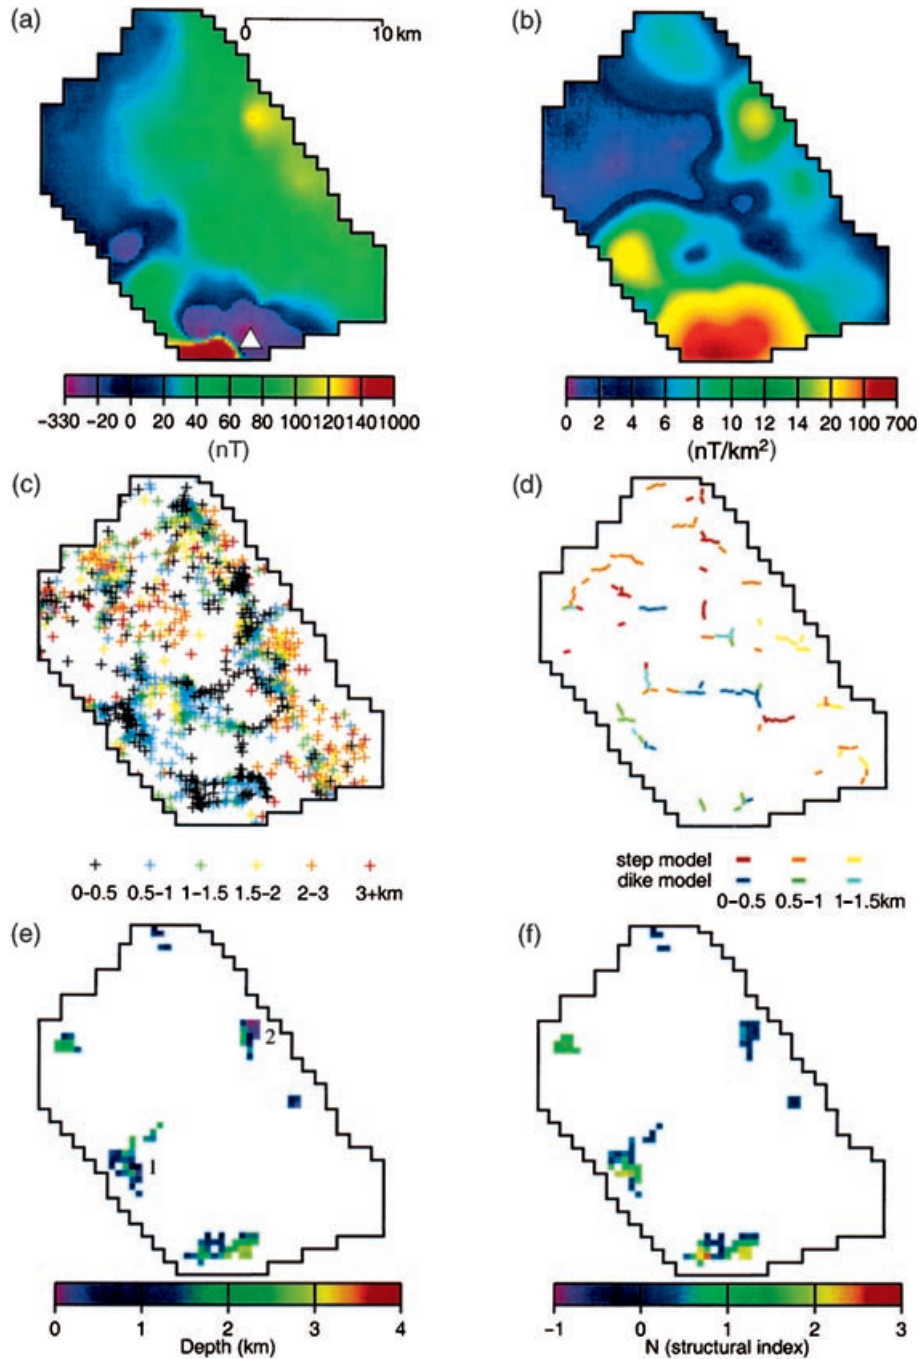 (a)
0 10 km
(b)
-330 -20 0 20 40 60 80 100 120 140 1000
(nT)
0 2 4 6 8 10 12 14 20 100 700
(nT/km²)
(c)
(d)
0-0.5 0.5-1 1-1.5 1.5-2 2-3 3+km
step model
dike model
0-0.5 0.5-1 1-1.5km
(e)
2
1
0 1 2 3 4
Depth (km)
(f)
-1 0 1 2 3
N (structural index)